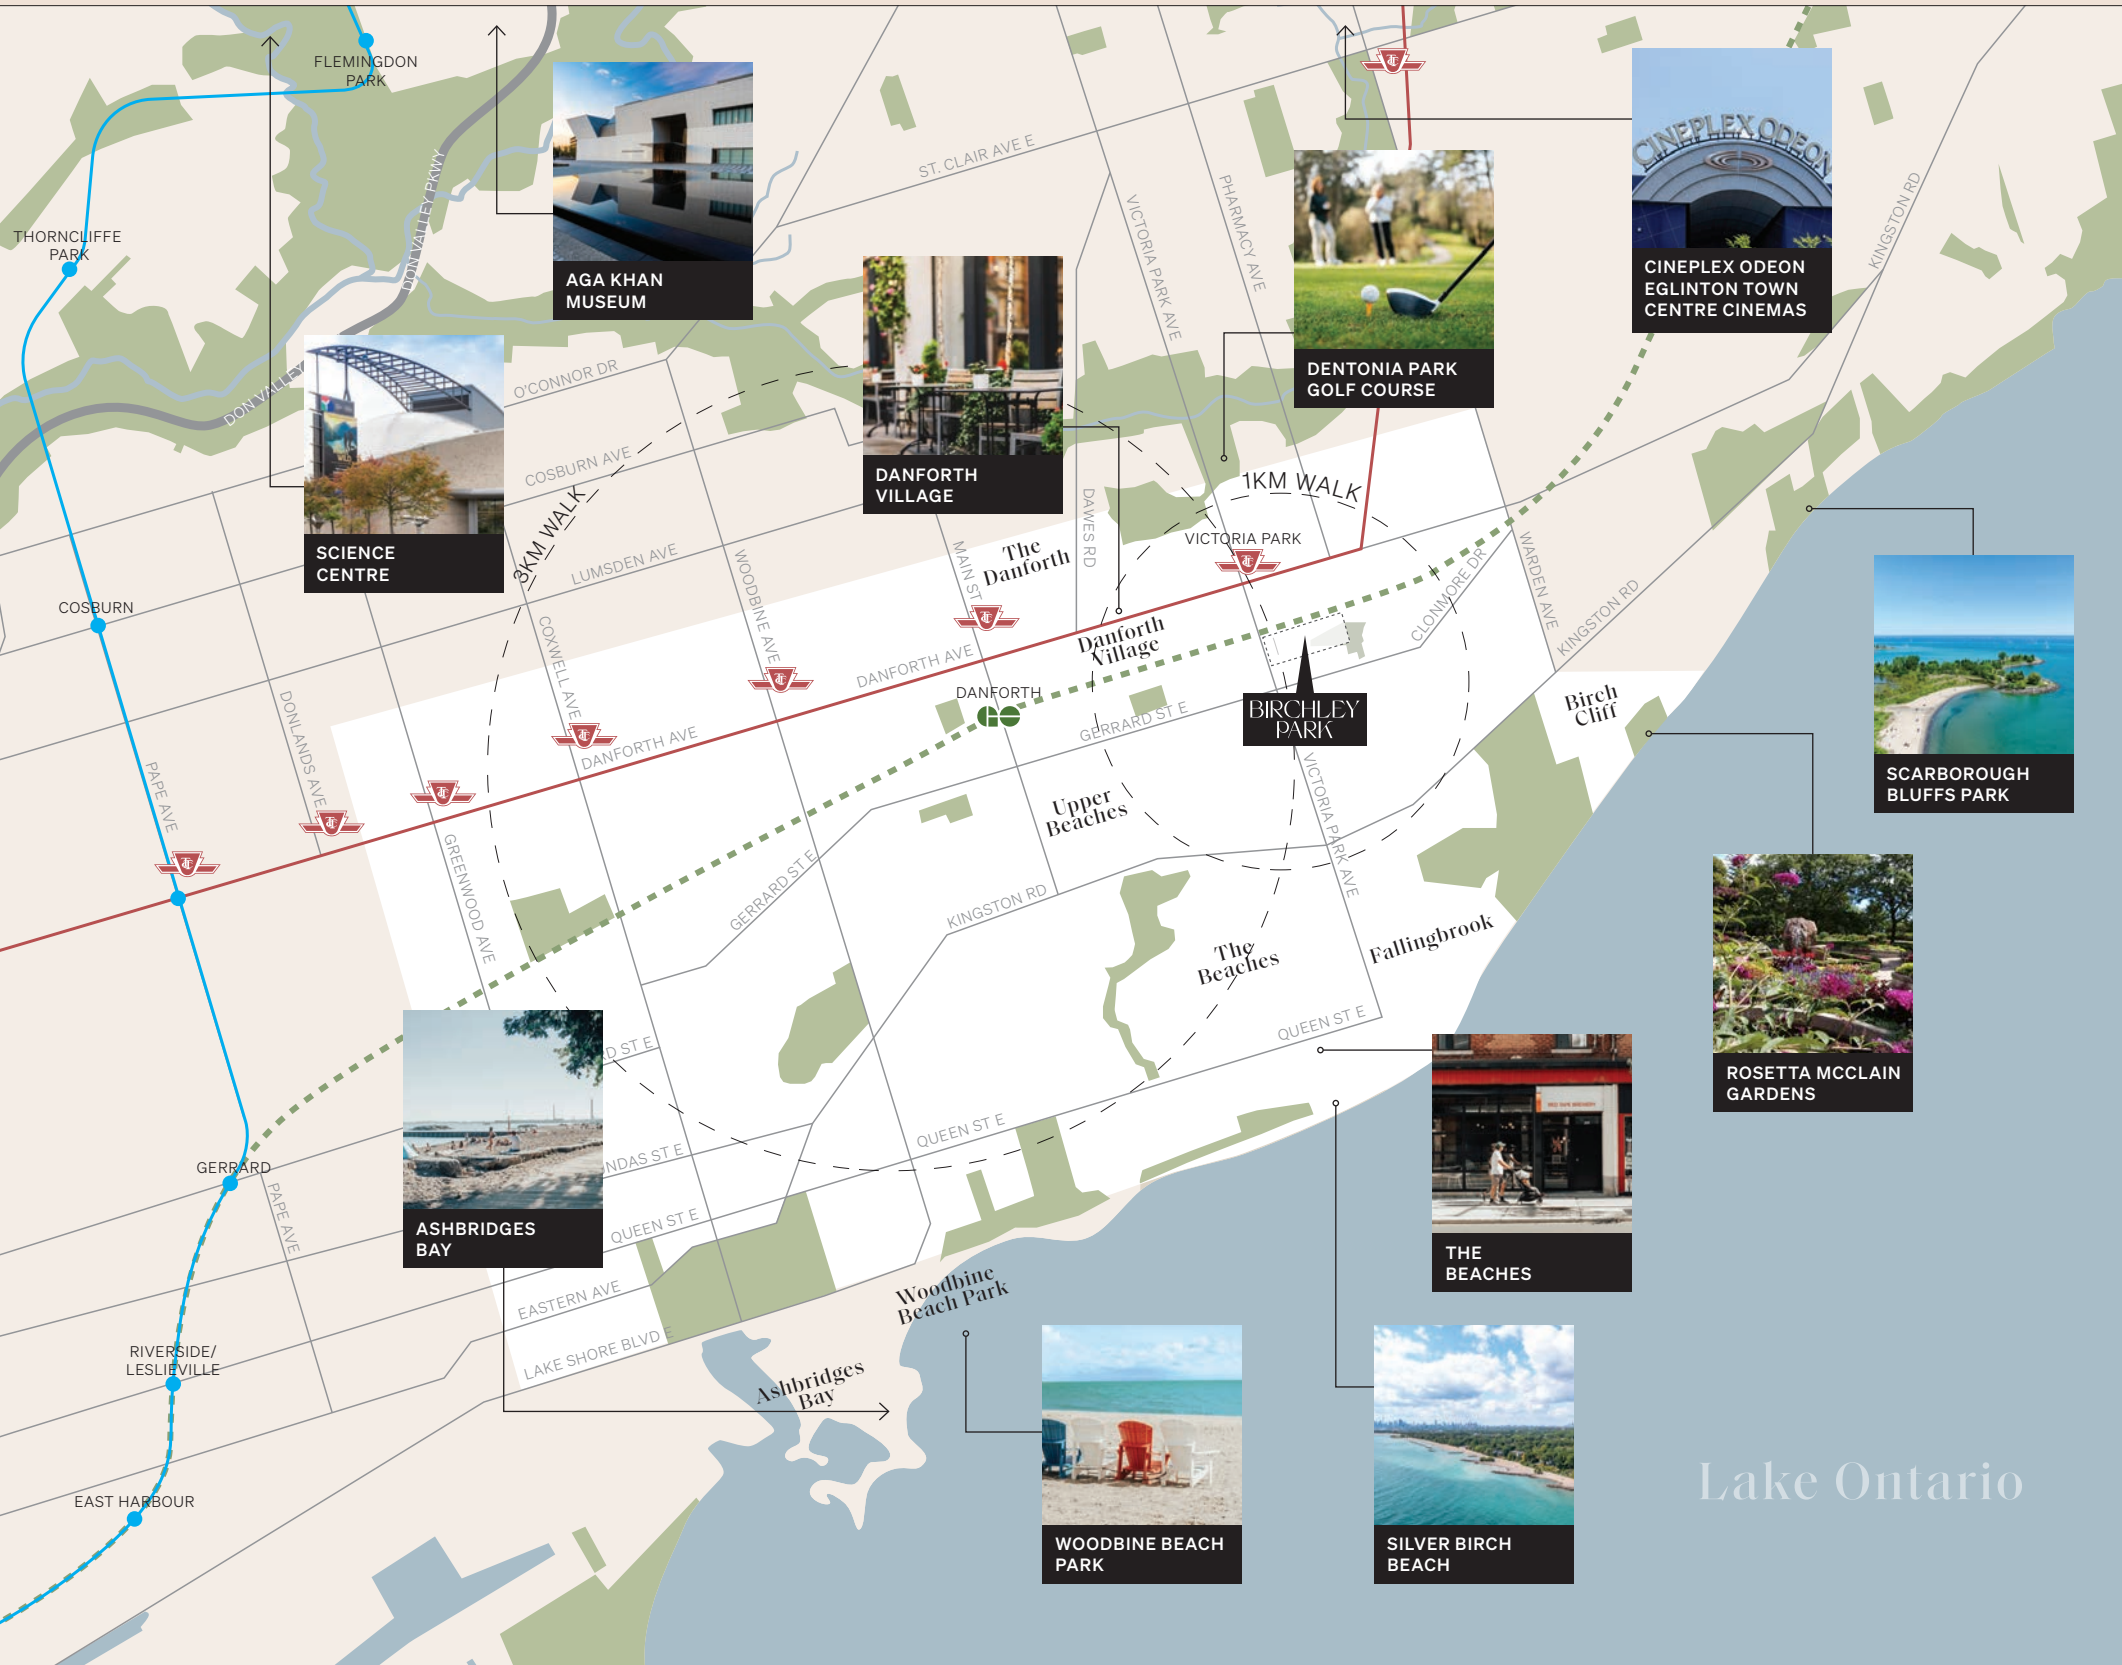 FLEMINGDON
PARK
THORNCLIFFE
PARK
DON VALLEY PKWY
DON VALLEY
AGA KHAN
MUSEUM
ST. CLAIR AVE E
VICTORIA PARK AVE
PHARMACY AVE
CINEPLEX ODEON
CINEPLEX ODEON
EGLINTON TOWN
CENTRE CINEMAS
KINGSTON RD
DENTONIA PARK
GOLF COURSE
O'CONNOR DR
COSBURN AVE
3KM WALK
SCIENCE
CENTRE
DANFORTH
VILLAGE
DAWES RD
1KM WALK
VICTORIA PARK
The
Danforth
MAIN ST
LUMSDEN AVE
WOODBINE AVE
COXWELL AVE
COSBURN
DANFORTH AVE
Danforth
Village
DANFORTH
GERRARD ST E
CLONMORE DR
WARDEN AVE
KINGSTON RD
BIRCHLEY
PARK
Birch
Cliff
SCARBOROUGH
BLUFFS PARK
DONLANDS AVE
PAPE AVE
DANFORTH AVE
GREENWOOD AVE
GERRARD ST E
Upper
Beaches
KINGSTON RD
VICTORIA PARK AVE
The
Beaches
Fallingbrook
QUEEN ST E
ROSETTA MCCLAIN
GARDENS
RD ST E
NDAS ST E
QUEEN ST E
QUEEN ST E
ASHBRIDGES
BAY
GERRARD
PAPE AVE
THE
BEACHES
EASTERN AVE
LAKE SHORE BLVD E
Woodbine
Beach Park
RIVERSIDE/
LESLIEVILLE
Ashbridges
Bay
EAST HARBOUR
WOODBINE BEACH
PARK
SILVER BIRCH
BEACH
Lake Ontario